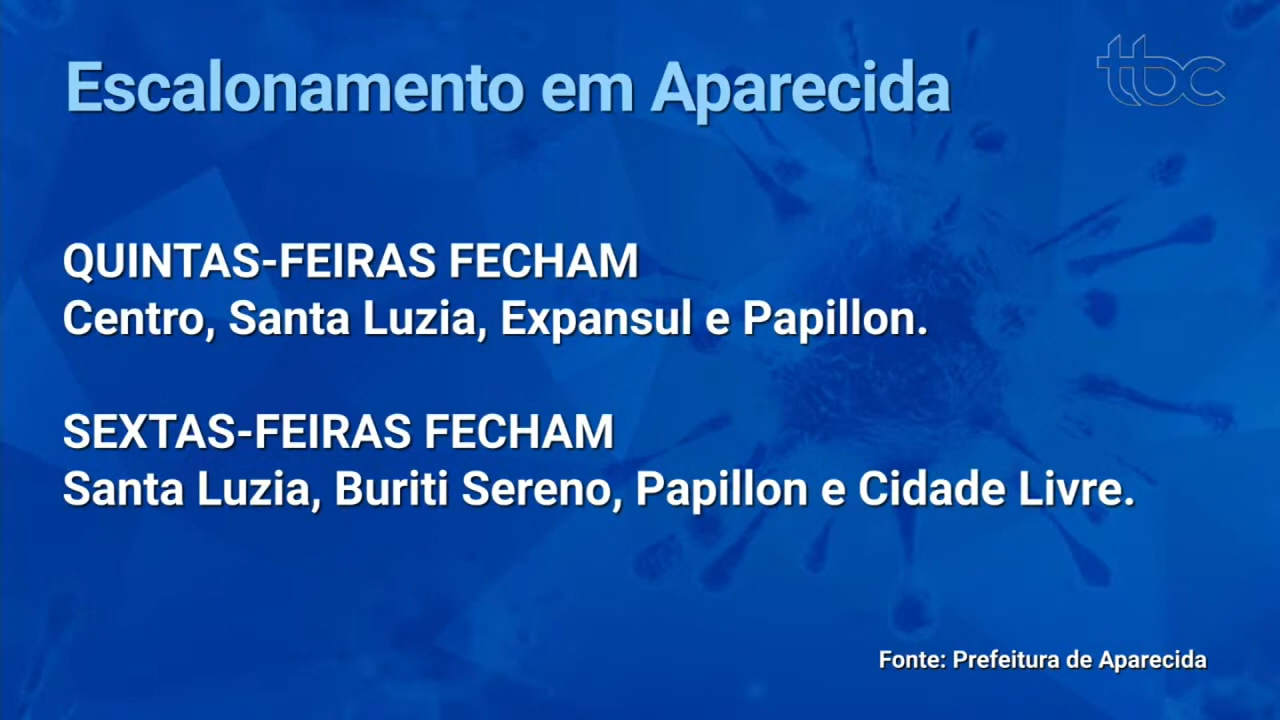 Escalonamento em Aparecida
tbc
QUINTAS-FEIRAS FECHAM
Centro, Santa Luzia, Expansul e Papillon.
SEXTAS-FEIRAS FECHAM
Santa Luzia, Buriti Sereno, Papillon e Cidade Livre.
Fonte: Prefeitura de Aparecida